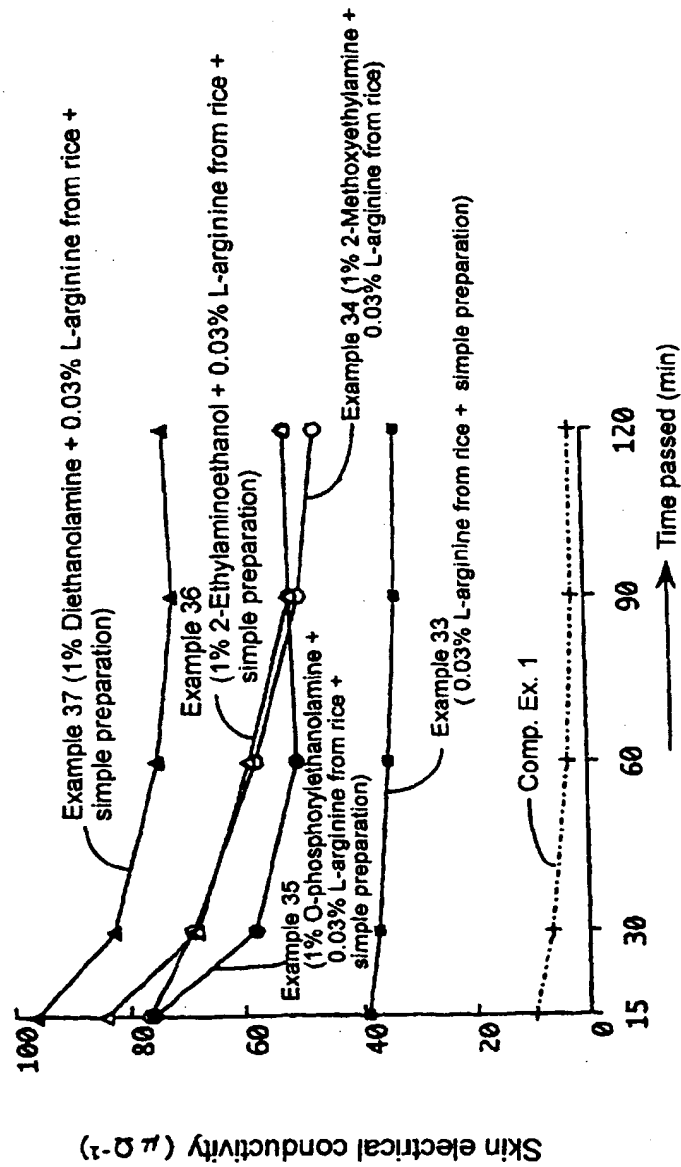 Skin electrical conductivity ( μ Ω⁻¹)
100
80
60
40
20
0
15
30
60
90
120
Time passed (min)
Example 37 (1% Diethanolamine + 0.03% L-arginine from rice +
simple preparation)
Example 36
(1% 2-Ethylaminoethanol + 0.03% L-arginine from rice +
simple preparation)
Example 34 (1% 2-Methoxyethylamine +
0.03% L-arginine from rice)
Example 35
(1% O-phosphorylethanolamine +
0.03% L-arginine from rice +
simple preparation)
Example 33
( 0.03% L-arginine from rice + simple preparation)
Comp. Ex. 1